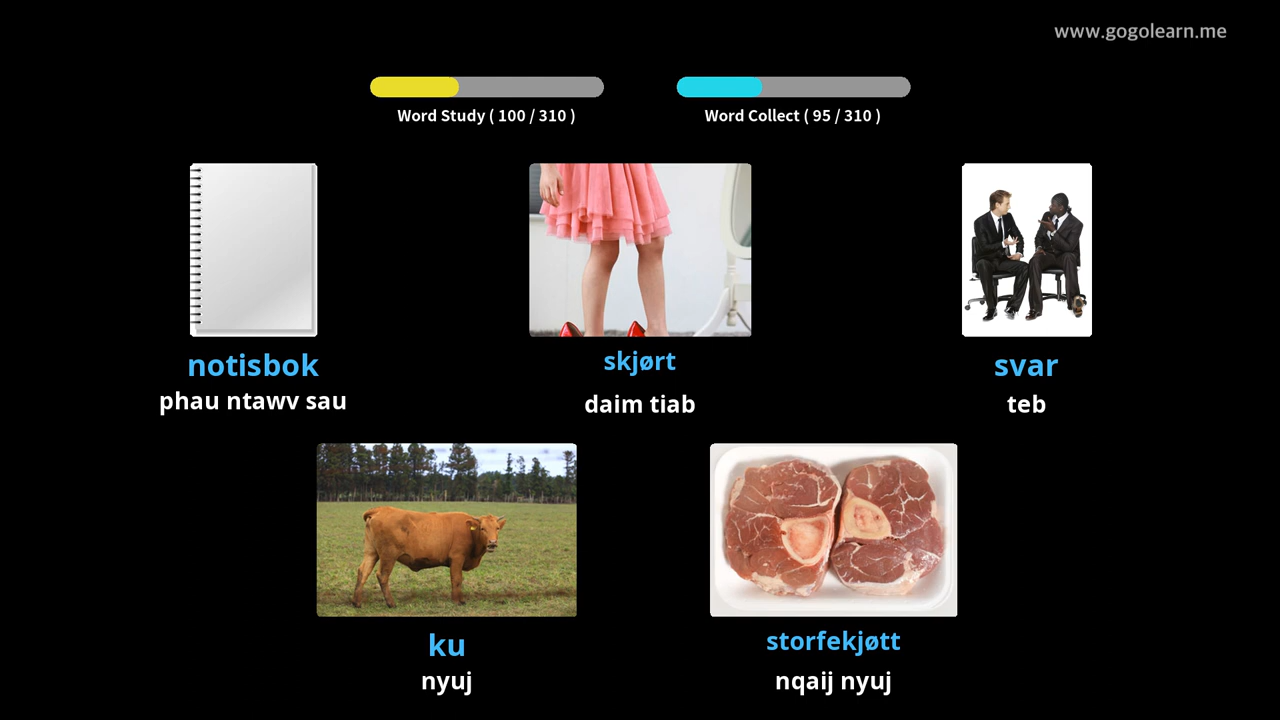 www.gogolearn.me
Word Study ( 100 / 310 )
Word Collect ( 95 / 310 )
notisbok
phau ntawv sau
skjørt
daim tiab
svar
teb
ku
nyuj
storfekjøtt
nqaij nyuj